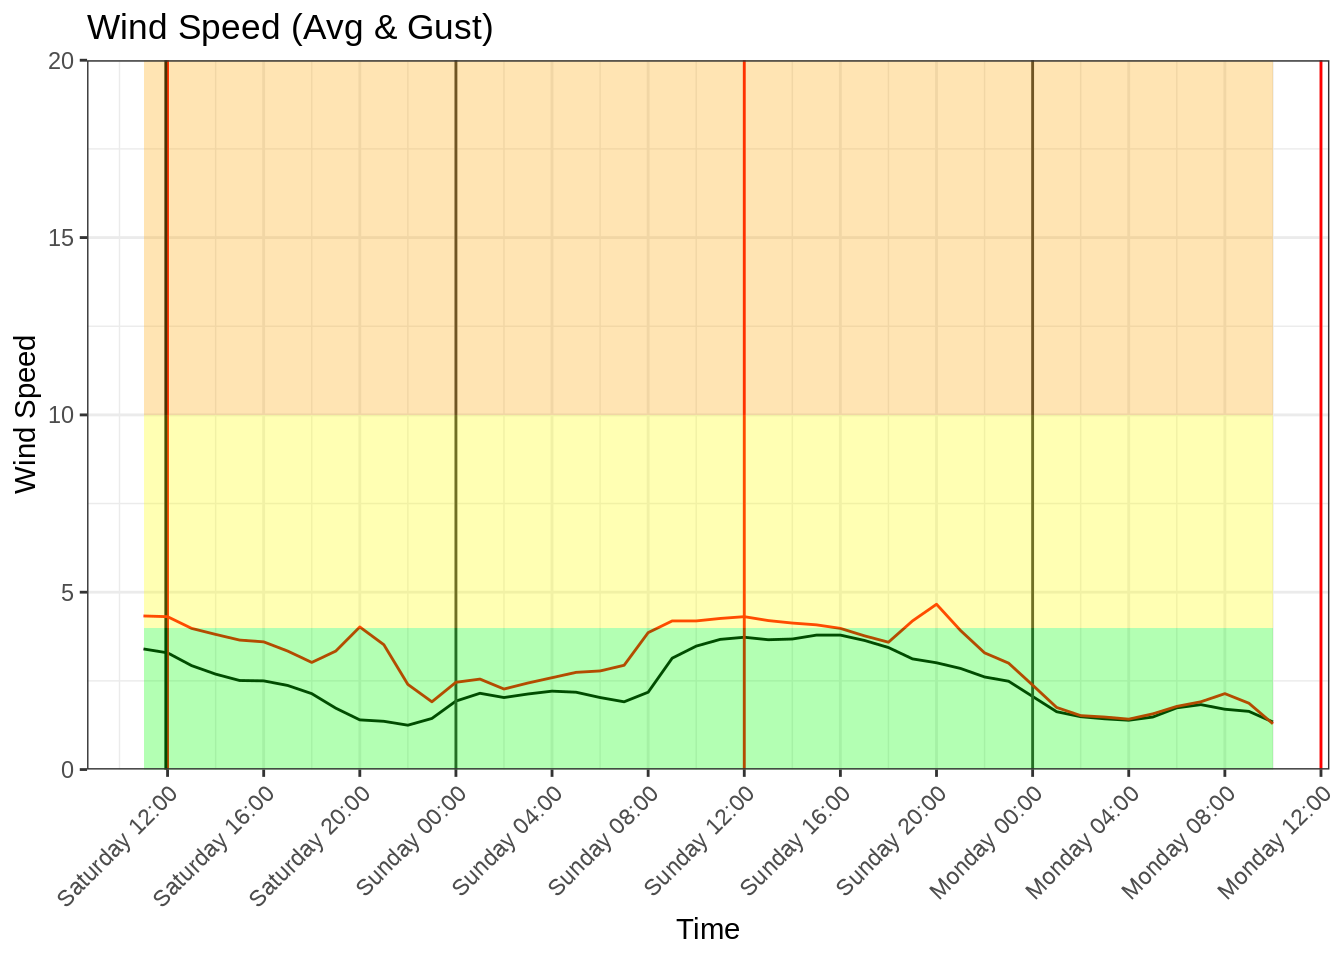 Wind Speed (Avg & Gust)
Wind Speed
20
15
10
5
0
Saturday 12:00
Saturday 16:00
Saturday 20:00
Sunday 00:00
Sunday 04:00
Sunday 08:00
Sunday 12:00
Sunday 16:00
Sunday 20:00
Monday 00:00
Monday 04:00
Monday 08:00
Monday 12:00
Time